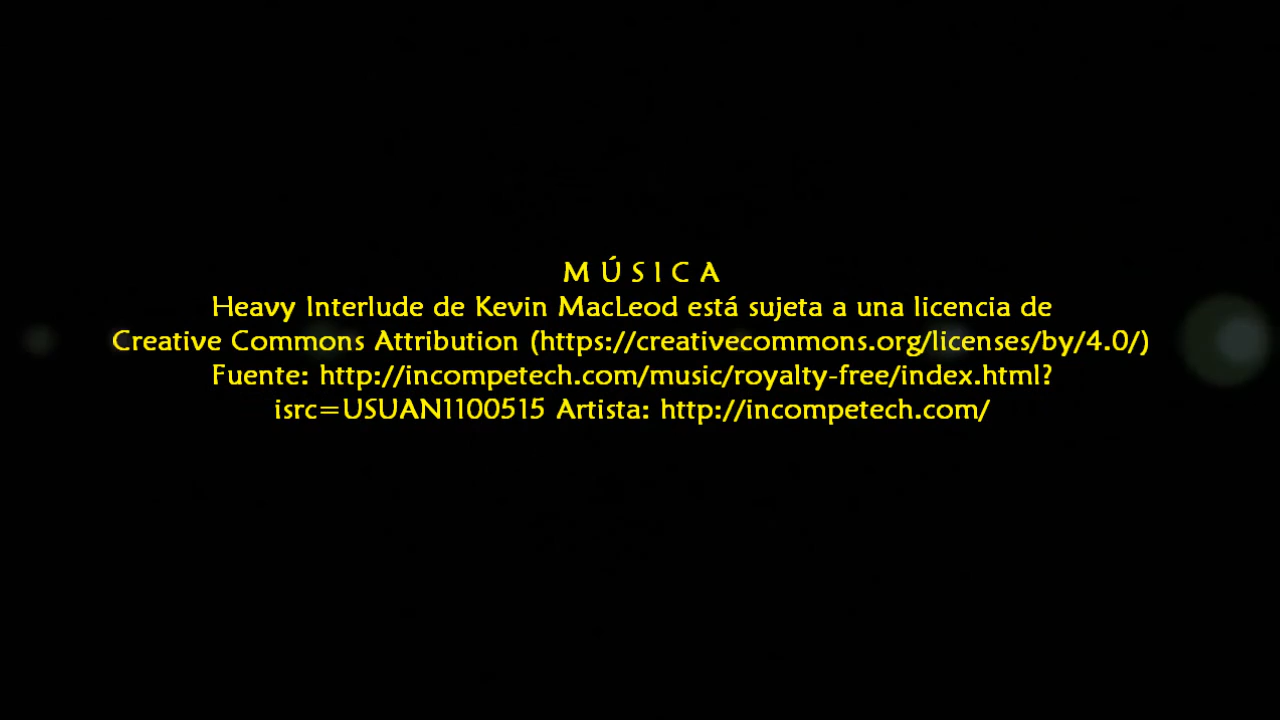 M Ú S I C A
Heavy Interlude de Kevin MacLeod está sujeta a una licencia de
Creative Commons Attribution (https://creativecommons.org/licenses/by/4.0/)
Fuente: http://incompetech.com/music/royalty-free/index.html?
isrc=USUAN1100515 Artista: http://incompetech.com/